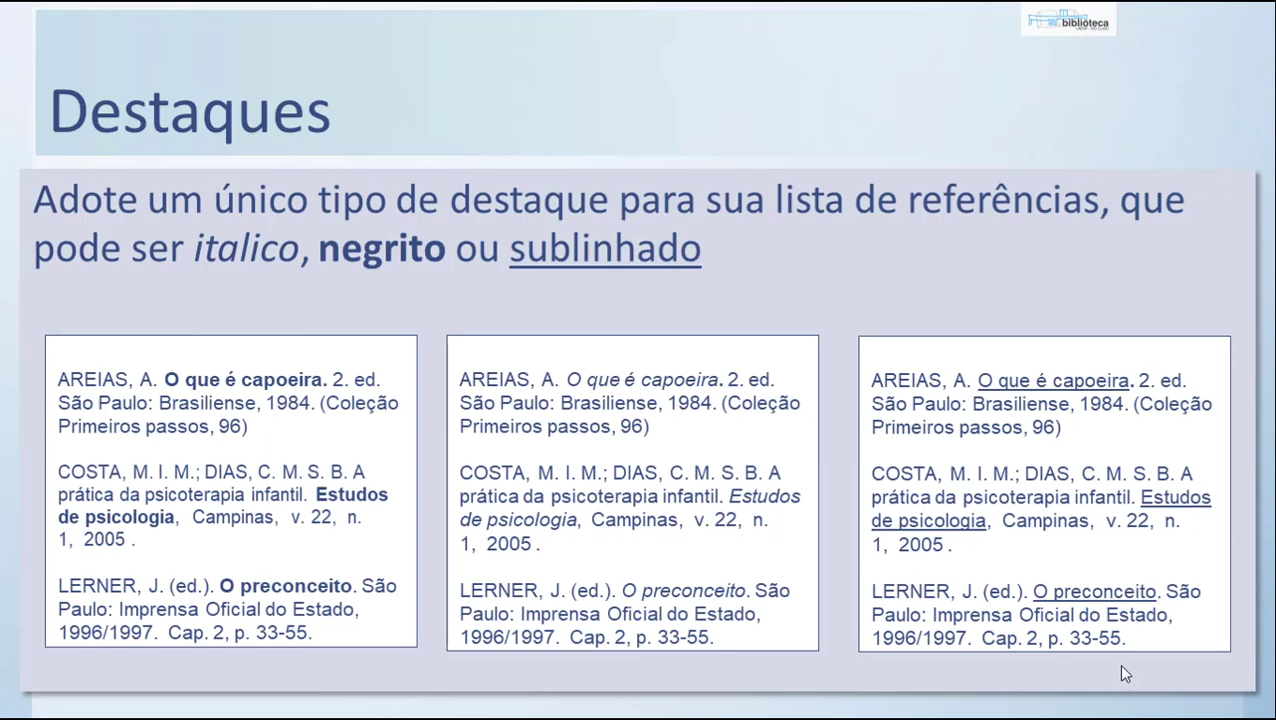 biblioteca
Destaques
Adote um único tipo de destaque para sua lista de referências, que
pode ser italico, negrito ou sublinhado
AREIAS, A. O que é capoeira. 2. ed.
São Paulo: Brasiliense, 1984. (Coleção
Primeiros passos, 96)
COSTA, M. I. M.; DIAS, C. M. S. B. A
prática da psicoterapia infantil. Estudos
de psicologia, Campinas, v. 22, n.
1, 2005 .
LERNER, J. (ed.). O preconceito. São
Paulo: Imprensa Oficial do Estado,
1996/1997. Cap. 2, p. 33-55.
AREIAS, A. O que é capoeira. 2. ed.
São Paulo: Brasiliense, 1984. (Coleção
Primeiros passos, 96)
COSTA, M. I. M.; DIAS, C. M. S. B. A
prática da psicoterapia infantil. Estudos
de psicologia, Campinas, v. 22, n.
1, 2005 .
LERNER, J. (ed.). O preconceito. São
Paulo: Imprensa Oficial do Estado,
1996/1997. Cap. 2, p. 33-55.
AREIAS, A. O que é capoeira. 2. ed.
São Paulo: Brasiliense, 1984. (Coleção
Primeiros passos, 96)
COSTA, M. I. M.; DIAS, C. M. S. B. A
prática da psicoterapia infantil. Estudos
de psicologia, Campinas, v. 22, n.
1, 2005 .
LERNER, J. (ed.). O preconceito. São
Paulo: Imprensa Oficial do Estado,
1996/1997. Cap. 2, p. 33-55.